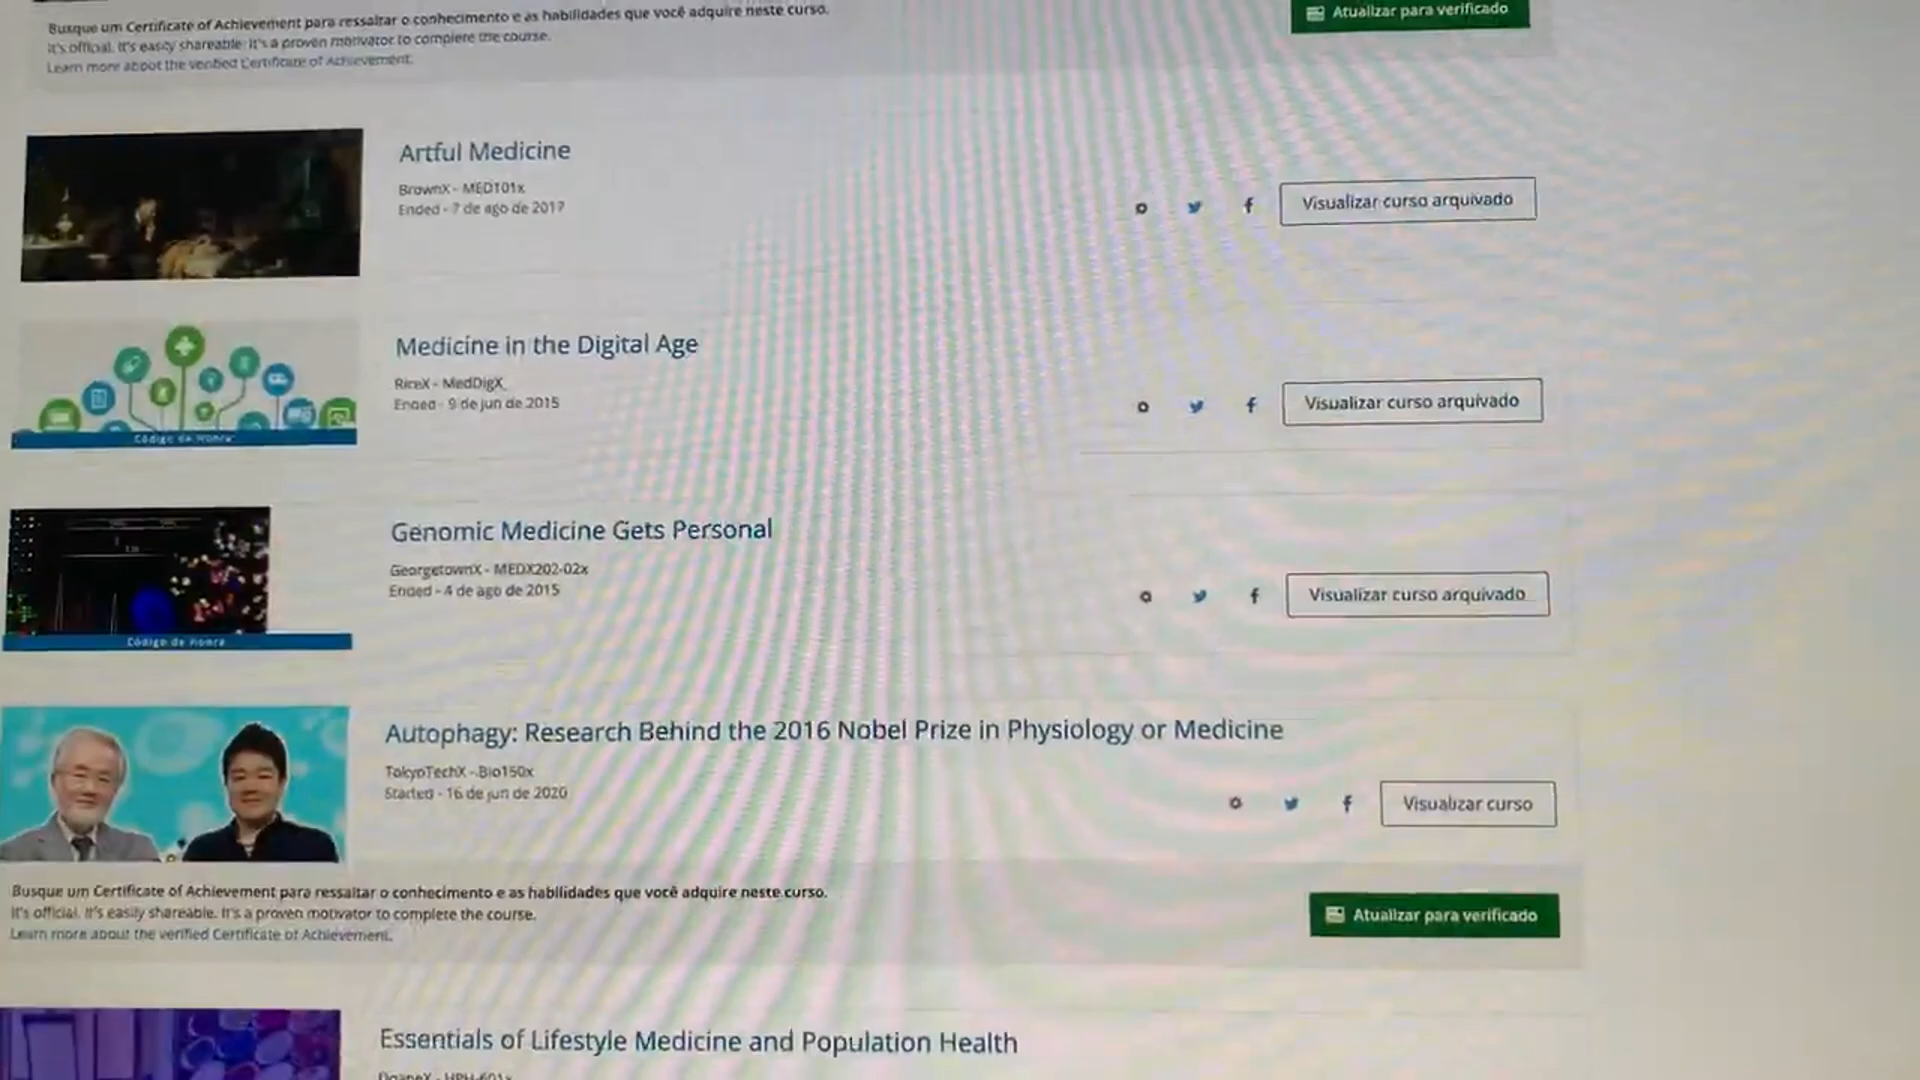 Busque um Certificate of Achievement para ressaltar o conhecimento e as habilidades que você adquire neste curso.
It's official. It's easily shareable. It's a proven motivator to complete the course.
Learn more about the verified Certificate of Achievement.
Atualizar para verificado
Artful Medicine
BrownX - MED101x
Ended - 7 de ago de 2017
Visualizar curso arquivado
Medicine in the Digital Age
RiceX - MedDigX
Ended - 9 de jun de 2015
Visualizar curso arquivado
Código de Honra
Genomic Medicine Gets Personal
GeorgetownX - MEDX202-02x
Ended - 4 de ago de 2015
Visualizar curso arquivado
Código de Honra
Autophagy: Research Behind the 2016 Nobel Prize in Physiology or Medicine
TokyoTechX - Bio150x
Started - 16 de jun de 2020
Visualizar curso
Busque um Certificate of Achievement para ressaltar o conhecimento e as habilidades que você adquire neste curso.
It's official. It's easily shareable. It's a proven motivator to complete the course.
Learn more about the verified Certificate of Achievement.
Atualizar para verificado
Essentials of Lifestyle Medicine and Population Health
DoaneX - HPH-601x